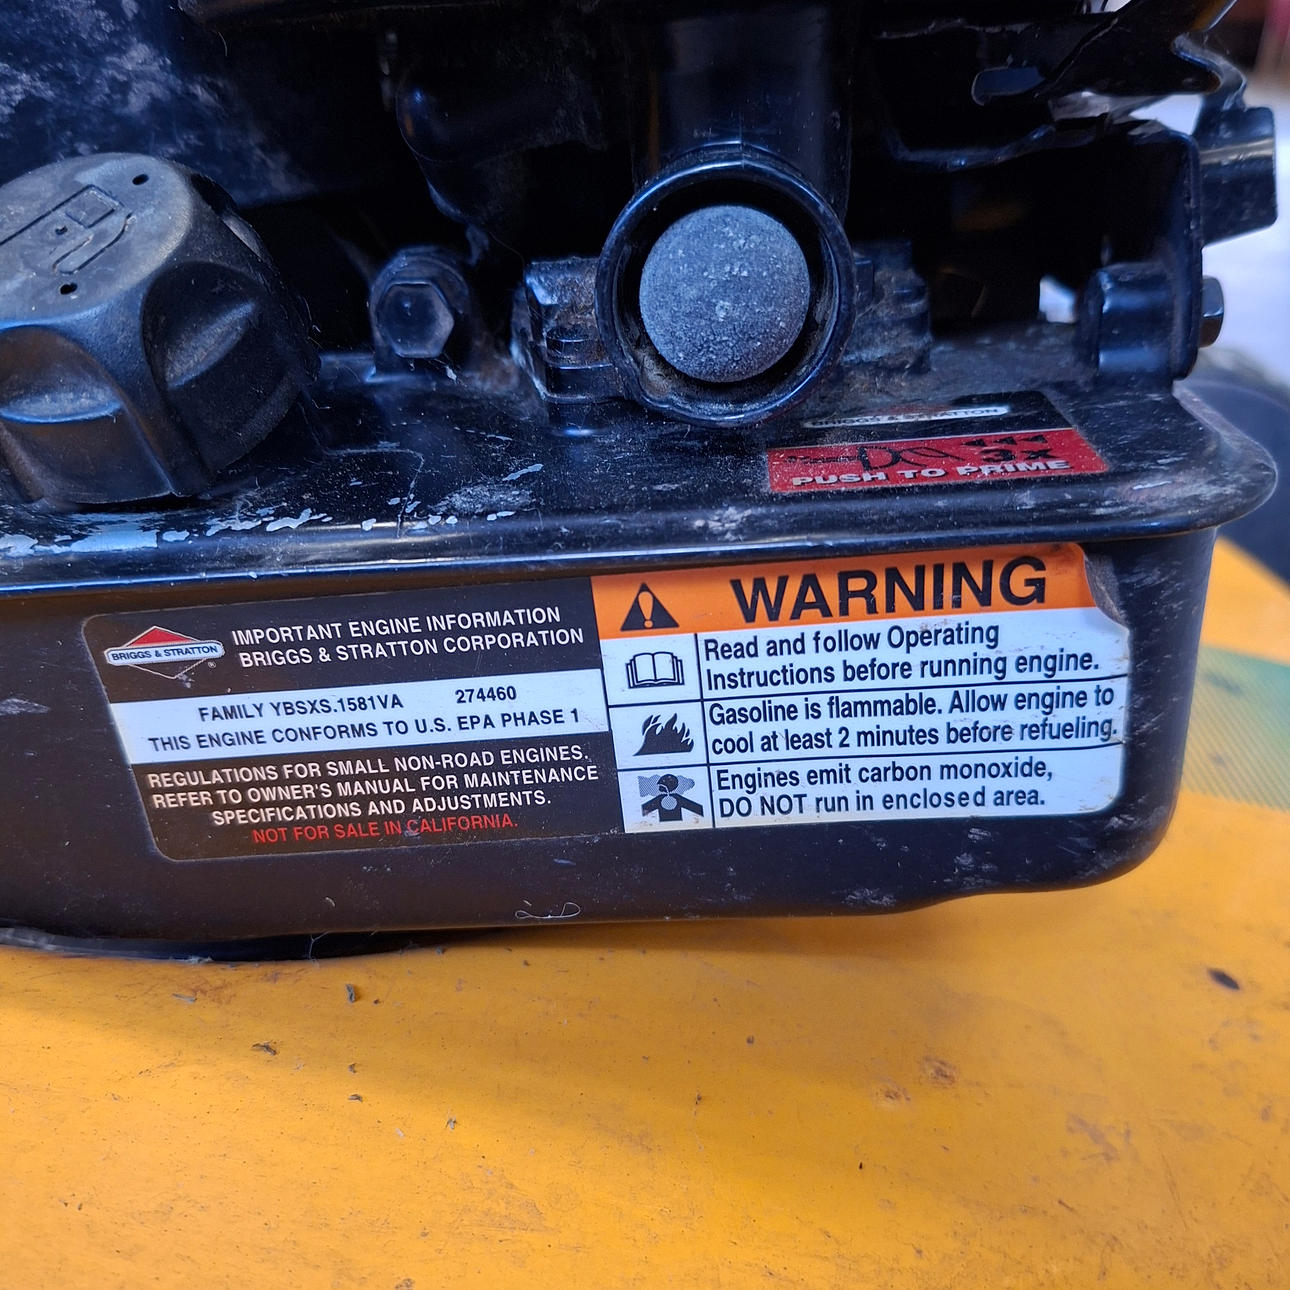 BRIGGS & STRATTON
3X
PUSH TO PRIME
BRIGGS & STRATTON
®
IMPORTANT ENGINE INFORMATION
BRIGGS & STRATTON CORPORATION
FAMILY YBSXS.1581VA 274460
THIS ENGINE CONFORMS TO U.S. EPA PHASE 1
REGULATIONS FOR SMALL NON-ROAD ENGINES.
REFER TO OWNER'S MANUAL FOR MAINTENANCE
SPECIFICATIONS AND ADJUSTMENTS.
NOT FOR SALE IN CALIFORNIA.
WARNING
Read and follow Operating
Instructions before running engine.
Gasoline is flammable. Allow engine to
cool at least 2 minutes before refueling.
Engines emit carbon monoxide,
DO NOT run in enclosed area.